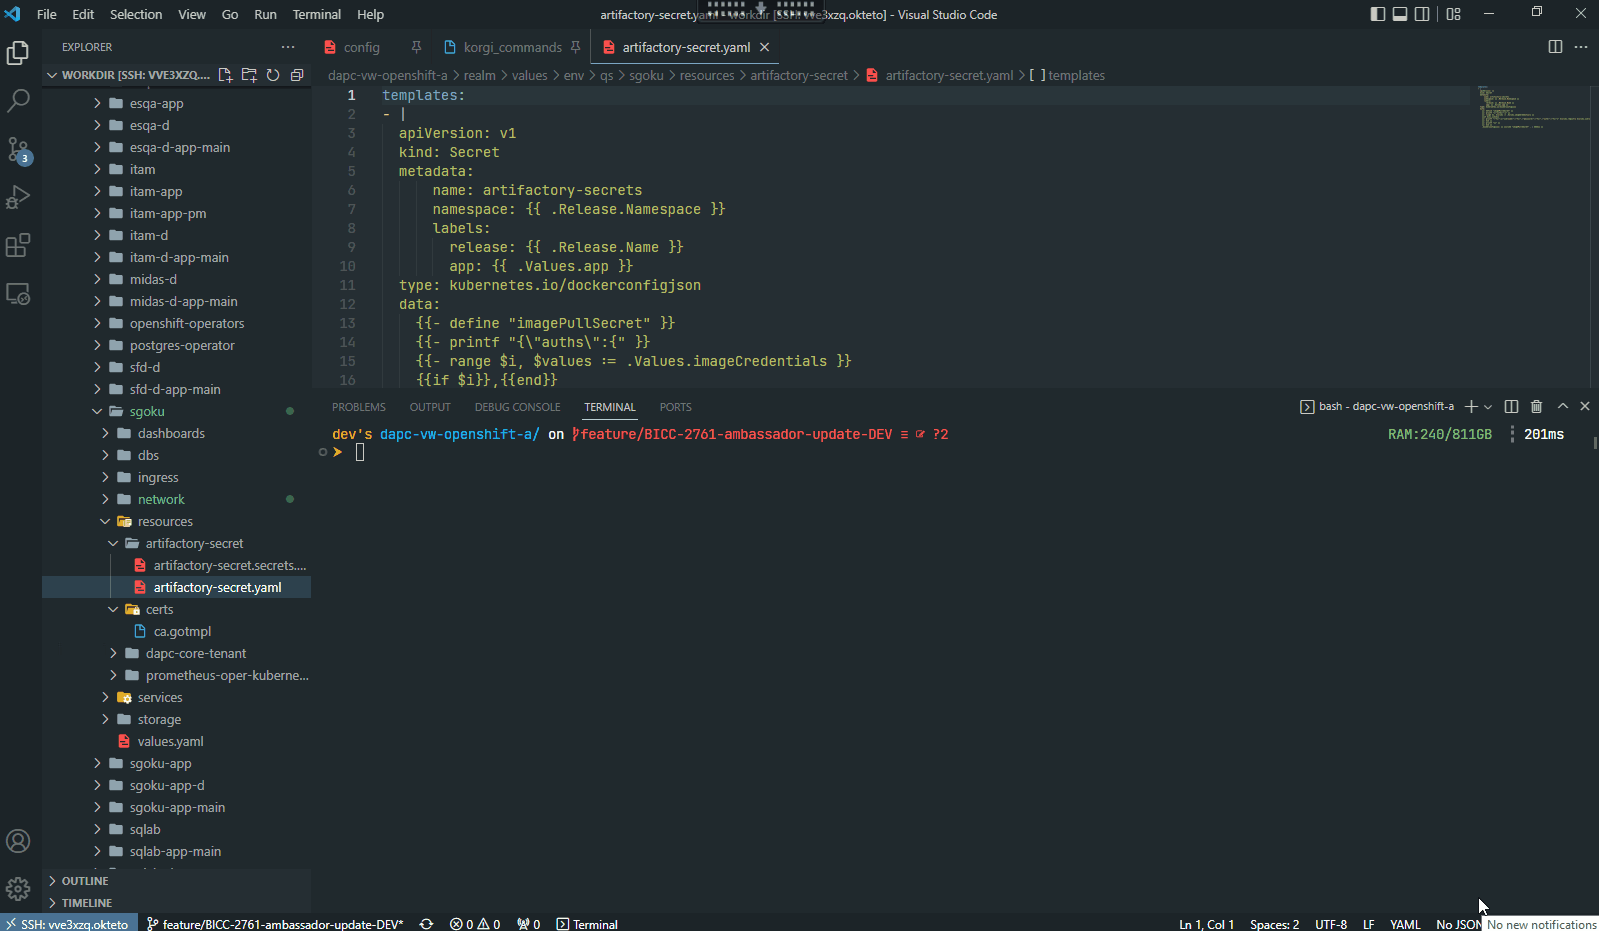 File Edit Selection View Go Run Terminal Help
artifactory-secret.yaml - workdir [SSH: vve3xzq.okteto] - Visual Studio Code
EXPLORER
WORKDIR [SSH: VVE3XZQ....
esqa-app
esqa-d
esqa-d-app-main
itam
itam-app
itam-app-pm
itam-d
itam-d-app-main
midas-d
midas-d-app-main
openshift-operators
postgres-operator
sfd-d
sfd-d-app-main
sgoku
dashboards
dbs
ingress
network
resources
artifactory-secret
artifactory-secret.secrets....
artifactory-secret.yaml
certs
ca.gotmpl
dapc-core-tenant
prometheus-oper-kuberne...
services
storage
values.yaml
sgoku-app
sgoku-app-d
sgoku-app-main
sqlab
sqlab-app-main
OUTLINE
TIMELINE
3
config
korgi_commands
artifactory-secret.yaml
dapc-vw-openshift-a > realm > values > env > qs > sgoku > resources > artifactory-secret > artifactory-secret.yaml > [ ] templates
1 templates:
2 - |
3 apiVersion: v1
4 kind: Secret
5 metadata:
6 name: artifactory-secrets
7 namespace: {{ .Release.Namespace }}
8 labels:
9 release: {{ .Release.Name }}
10 app: {{ .Values.app }}
11 type: kubernetes.io/dockerconfigjson
12 data:
13 {{- define "imagePullSecret" }}
14 {{- printf "{\"auths\":{" }}
15 {{- range $i, $values := .Values.imageCredentials }}
16 {{if $i}},{{end}}
PROBLEMS OUTPUT DEBUG CONSOLE TERMINAL PORTS
bash - dapc-vw-openshift-a
dev's dapc-vw-openshift-a/ on feature/BICC-2761-ambassador-update-DEV ≡ ?2
RAM:240/811GB 201ms
SSH: vve3xzq.okteto
feature/BICC-2761-ambassador-update-DEV*
0 0
0
Terminal
Ln 1, Col 1 Spaces: 2 UTF-8 LF YAML No JSON
No new notifications